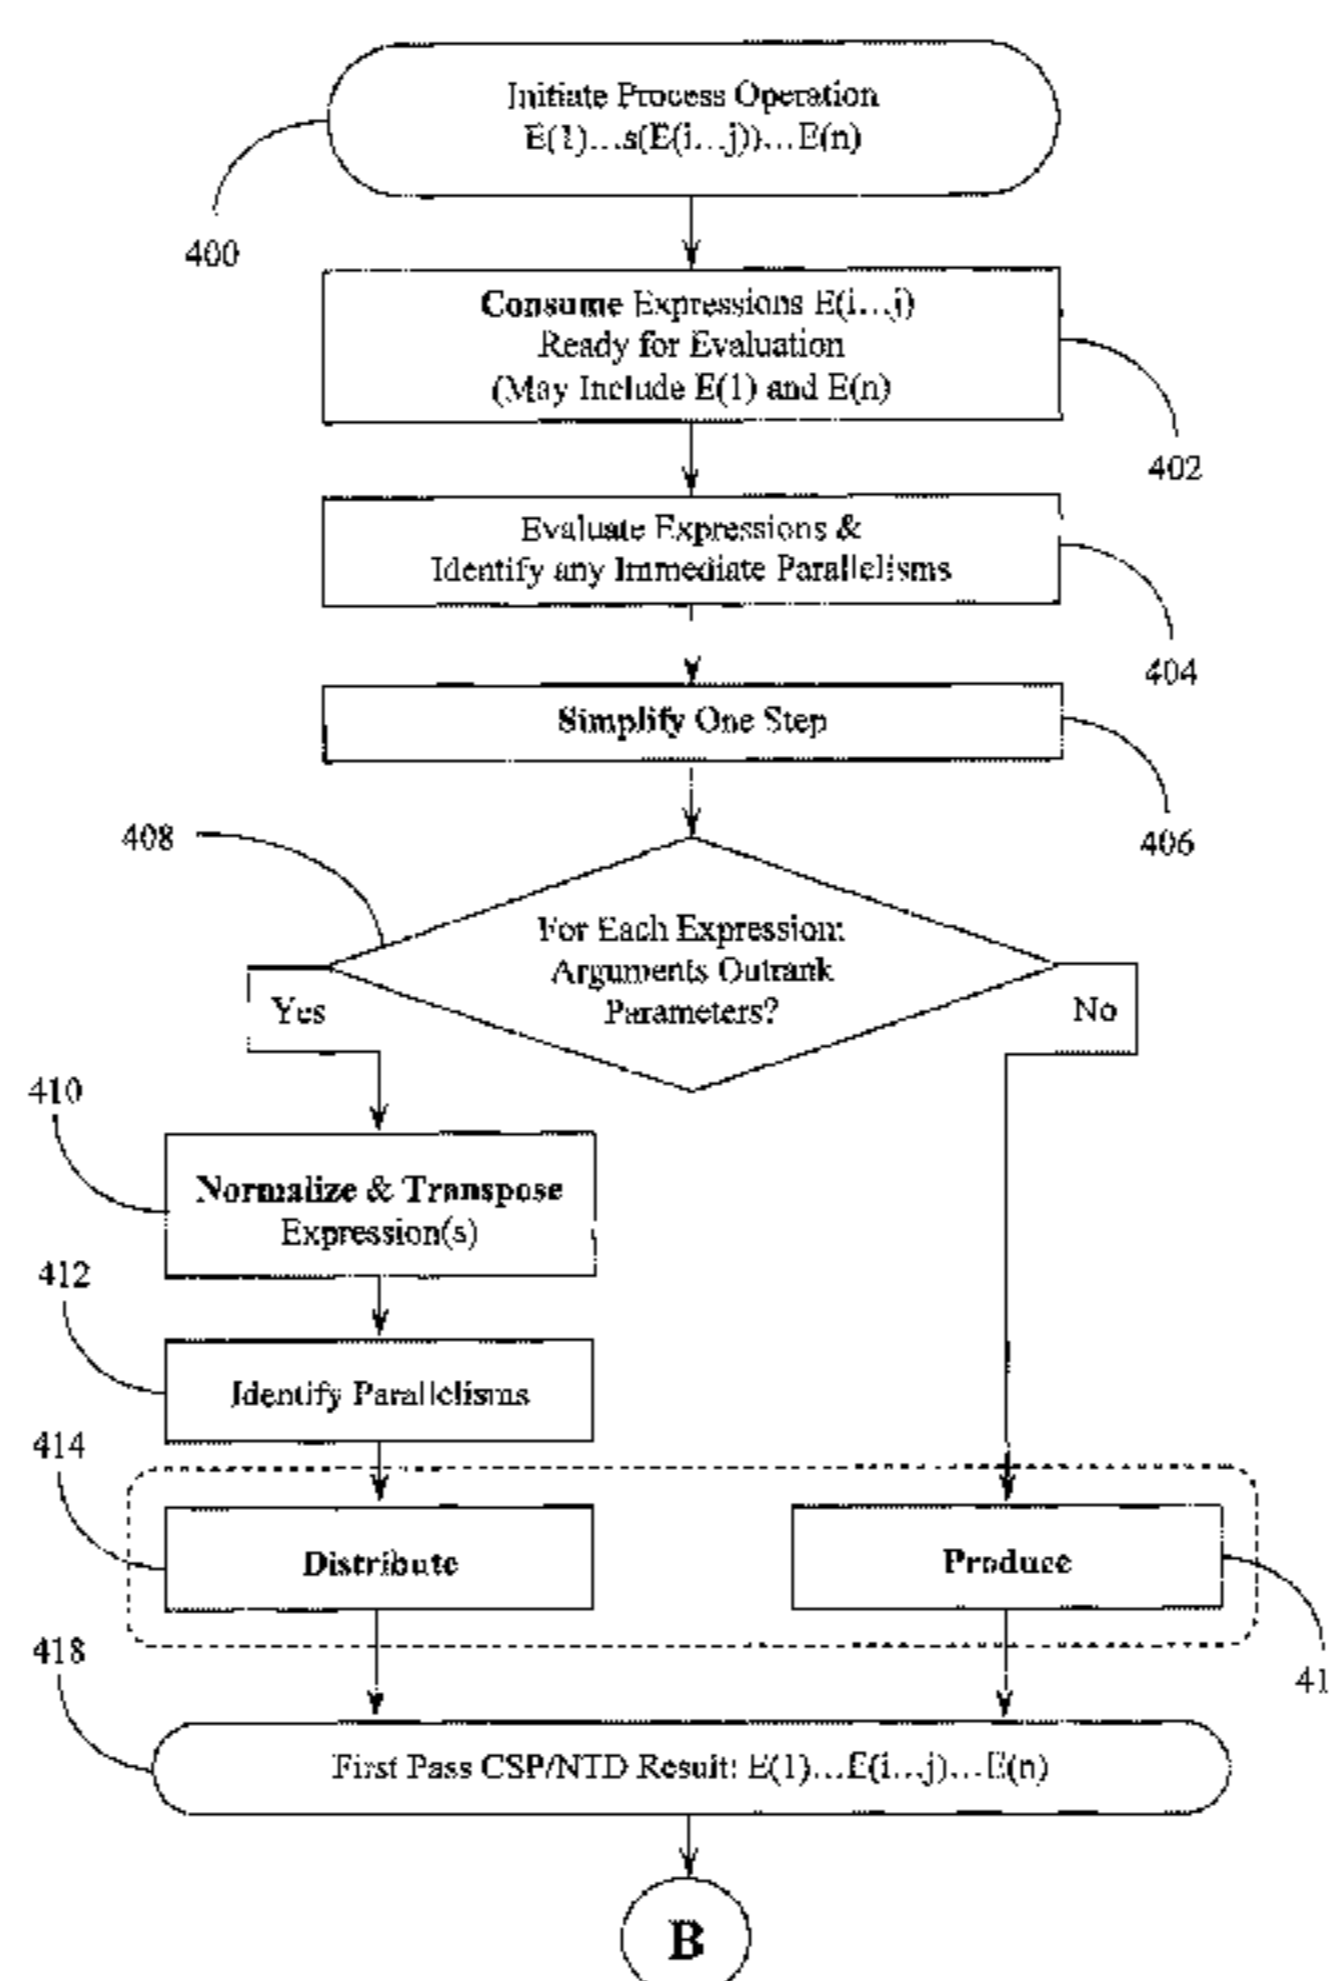 Initiate Process Operation
E(1)...s(E(i...j))...E(n)
400
Consume Expressions E(i...j)
Ready for Evaluation
(May Include E(1) and E(n)
402
Evaluate Expressions &
Identify any Immediate Parallelisms
404
Simplify One Step
406
408
For Each Expression:
Arguments Outrank
Parameters?
Yes
No
410
Normalize & Transpose
Expression(s)
412
Identify Parallelisms
414
Distribute
Produce
41
418
First Pass CSP/NTD Result: E(1)...E(i...j)...E(n)
B